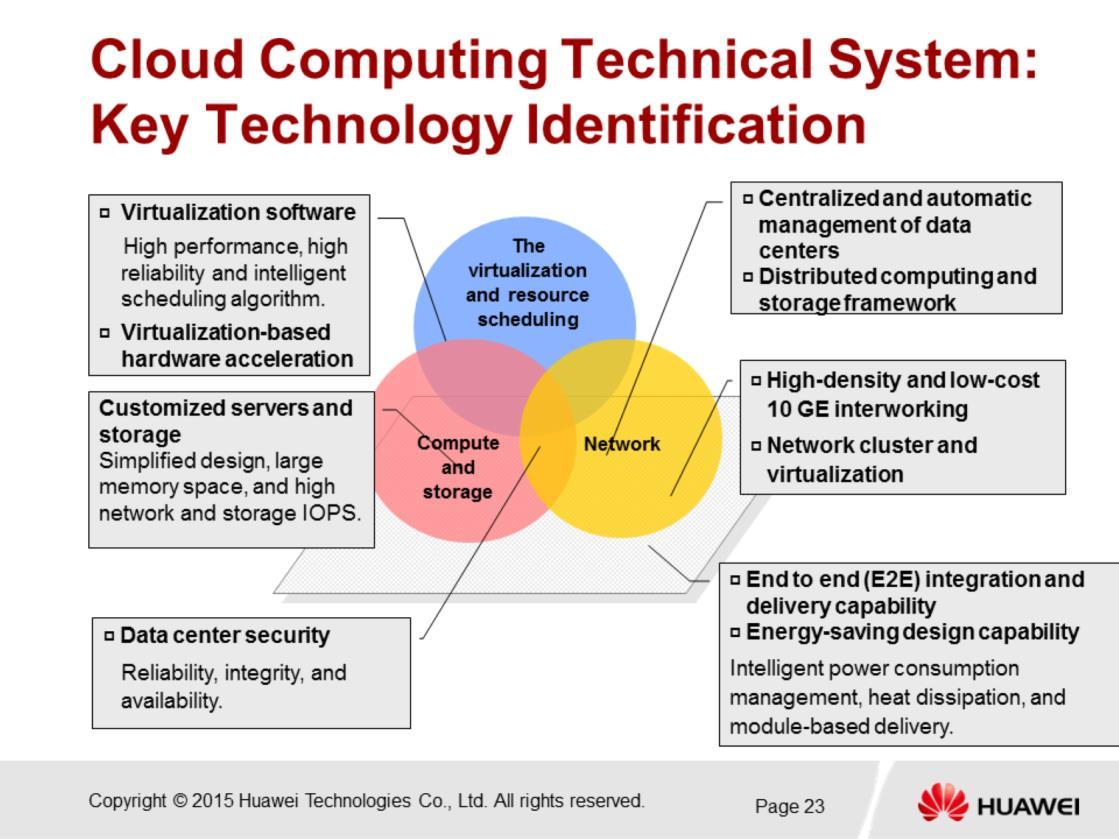 Cloud Computing Technical System:
Key Technology Identification
Virtualization software
High performance, high
reliability and intelligent
scheduling algorithm.
Virtualization-based
hardware acceleration
Customized servers and
storage
Simplified design, large
memory space, and high
network and storage IOPS.
Data center security
Reliability, integrity, and
availability.
The
virtualization
and resource
scheduling
Compute
and
storage
Network
Centralized and automatic
management of data
centers
Distributed computing and
storage framework
High-density and low-cost
10 GE interworking
Network cluster and
virtualization
End to end (E2E) integration and
delivery capability
Energy-saving design capability
Intelligent power consumption
management, heat dissipation, and
module-based delivery.
Copyright © 2015 Huawei Technologies Co., Ltd. All rights reserved.
Page 23
HUAWEI